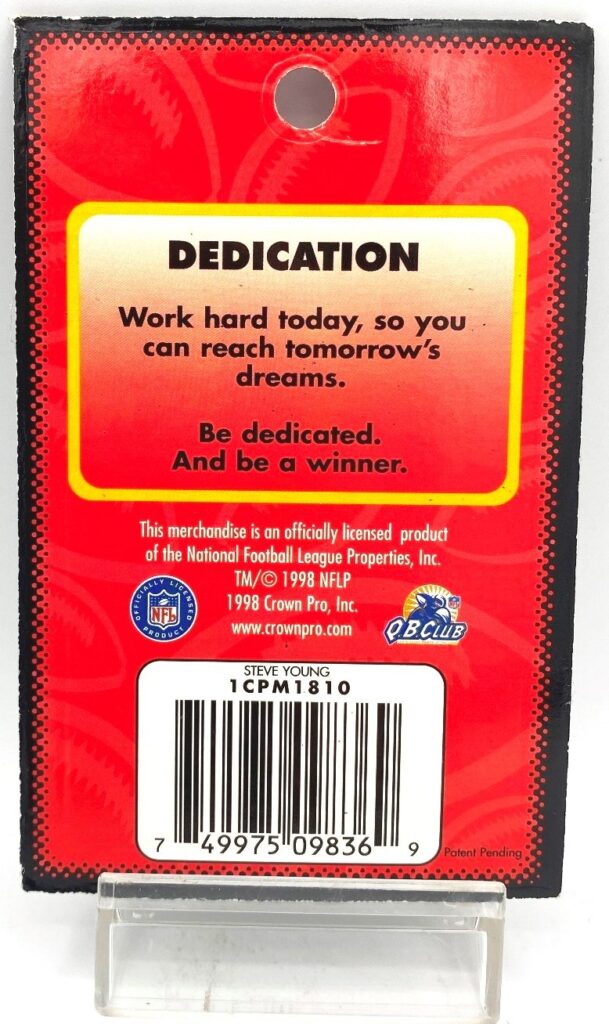 DEDICATION
Work hard today, so you
can reach tomorrow's
dreams.
Be dedicated.
And be a winner.
This merchandise is an officially licensed product
of the National Football League Properties, Inc.
TM/© 1998 NFLP
1998 Crown Pro, Inc.
www.crownpro.com
OFFICIALLY LICENSED
NFL
PRODUCT
Q.B.CLUB
STEVE YOUNG
1CPM1810
7 49975 09836 9
Patent Pending